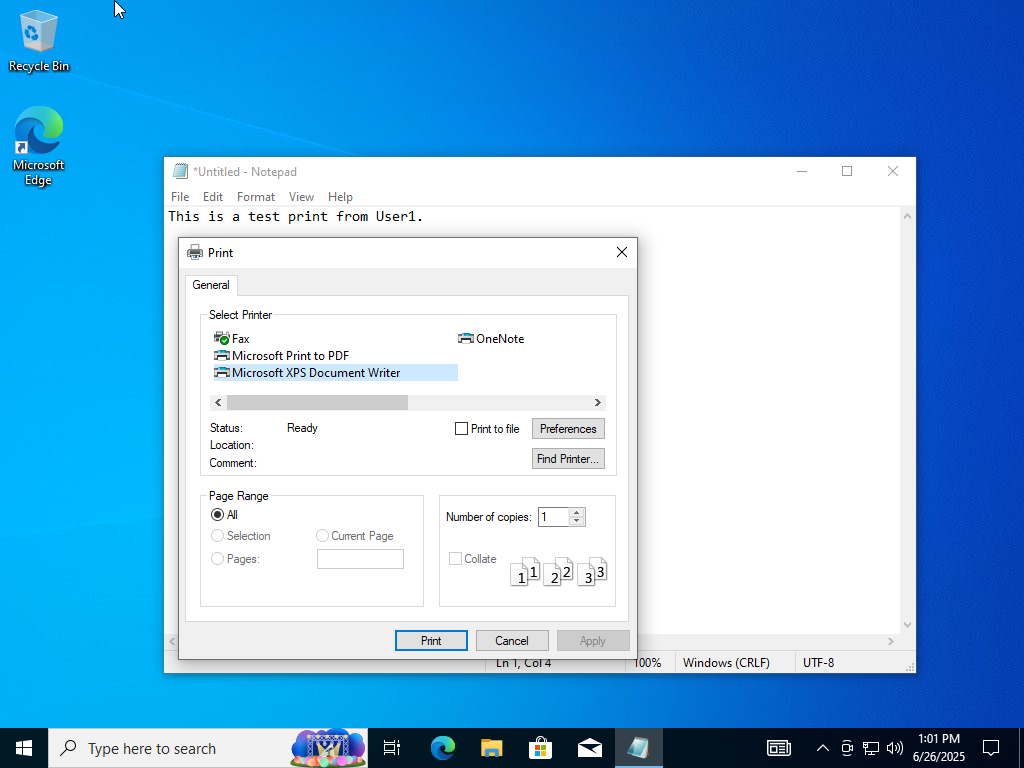 Recycle Bin
Microsoft
Edge
*Untitled - Notepad
File Edit Format View Help
This is a test print from User1.
Print
General
Select Printer
Fax OneNote
Microsoft Print to PDF
Microsoft XPS Document Writer
Status: Ready Print to file Preferences
Location:
Comment: Find Printer...
Page Range
All
Selection Current Page
Pages:
Number of copies: 1
Collate
1 1 2 2 3 3
Print Cancel Apply
Ln 1, Col 4 100% Windows (CRLF) UTF-8
Type here to search
1:01 PM
6/26/2025